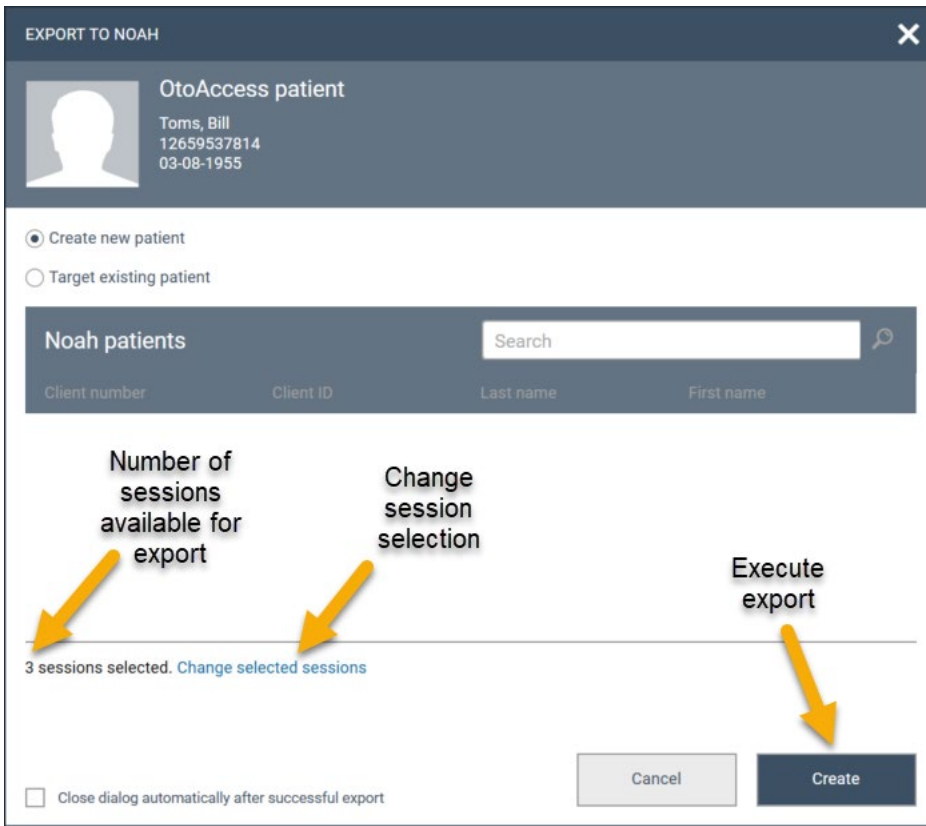 EXPORT TO NOAH
OtoAccess patient
Toms, Bill
12659537814
03-08-1955
Create new patient
Target existing patient
Noah patients
Search
Client number Client ID Last name First name
Number of
sessions
available for
export
Change
session
selection
Execute
export
3 sessions selected. Change selected sessions
Cancel
Create
Close dialog automatically after successful export